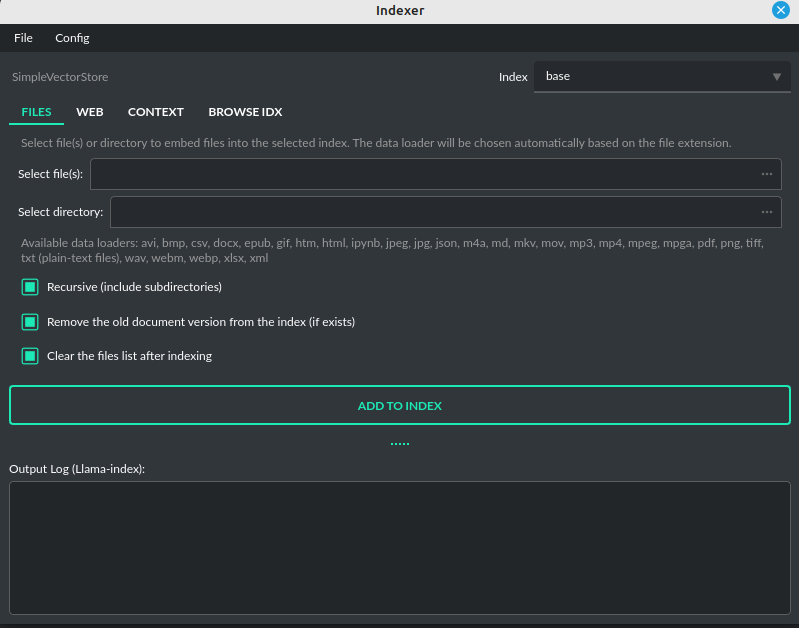 Indexer
File Config
SimpleVectorStore
Index base
FILES WEB CONTEXT BROWSE IDX
Select file(s) or directory to embed files into the selected index. The data loader will be chosen automatically based on the file extension.
Select file(s): ...
Select directory: ...
Available data loaders: avi, bmp, csv, docx, epub, gif, htm, html, ipynb, jpeg, jpg, json, m4a, md, mkv, mov, mp3, mp4, mpeg, mpga, pdf, png, tiff,
txt (plain-text files), wav, webm, webp, xlsx, xml
Recursive (include subdirectories)
Remove the old document version from the index (if exists)
Clear the files list after indexing
ADD TO INDEX
.....
Output Log (Llama-index):